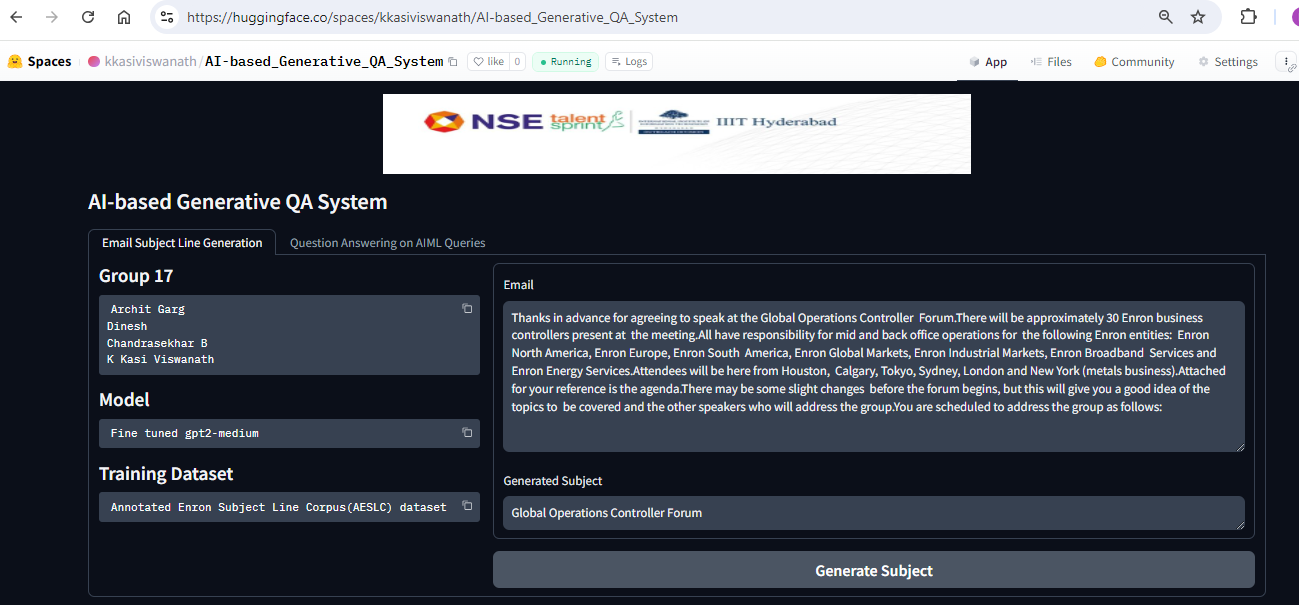 https://huggingface.co/spaces/kkasiviswanath/AI-based_Generative_QA_System
Spaces kkasiviswanath/AI-based_Generative_QA_System like 0 Running Logs App Files Community Settings
NSE talent sprint IIIT Hyderabad
AI-based Generative QA System
Email Subject Line Generation Question Answering on AIML Queries
Group 17
Archit Garg
Dinesh
Chandrasekhar B
K Kasi Viswanath
Model
Fine tuned gpt2-medium
Training Dataset
Annotated Enron Subject Line Corpus(AESLC) dataset
Email
Thanks in advance for agreeing to speak at the Global Operations Controller Forum.There will be approximately 30 Enron business
controllers present at the meeting.All have responsibility for mid and back office operations for the following Enron entities: Enron
North America, Enron Europe, Enron South America, Enron Global Markets, Enron Industrial Markets, Enron Broadband Services and
Enron Energy Services.Attendees will be here from Houston, Calgary, Tokyo, Sydney, London and New York (metals business).Attached
for your reference is the agenda.There may be some slight changes before the forum begins, but this will give you a good idea of the
topics to be covered and the other speakers who will address the group.You are scheduled to address the group as follows:
Generated Subject
Global Operations Controller Forum
Generate Subject